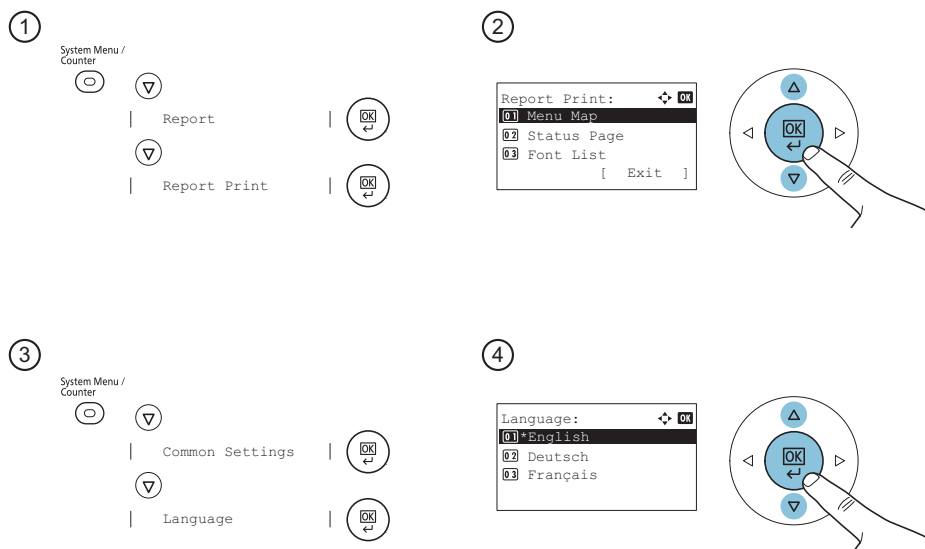 1
System Menu /
Counter
Report
OK
Report Print
OK
2
Report Print: OK
01 Menu Map
02 Status Page
03 Font List
[ Exit ]
OK
3
System Menu /
Counter
Common Settings
OK
Language
OK
4
Language: OK
01 *English
02 Deutsch
03 Français
OK